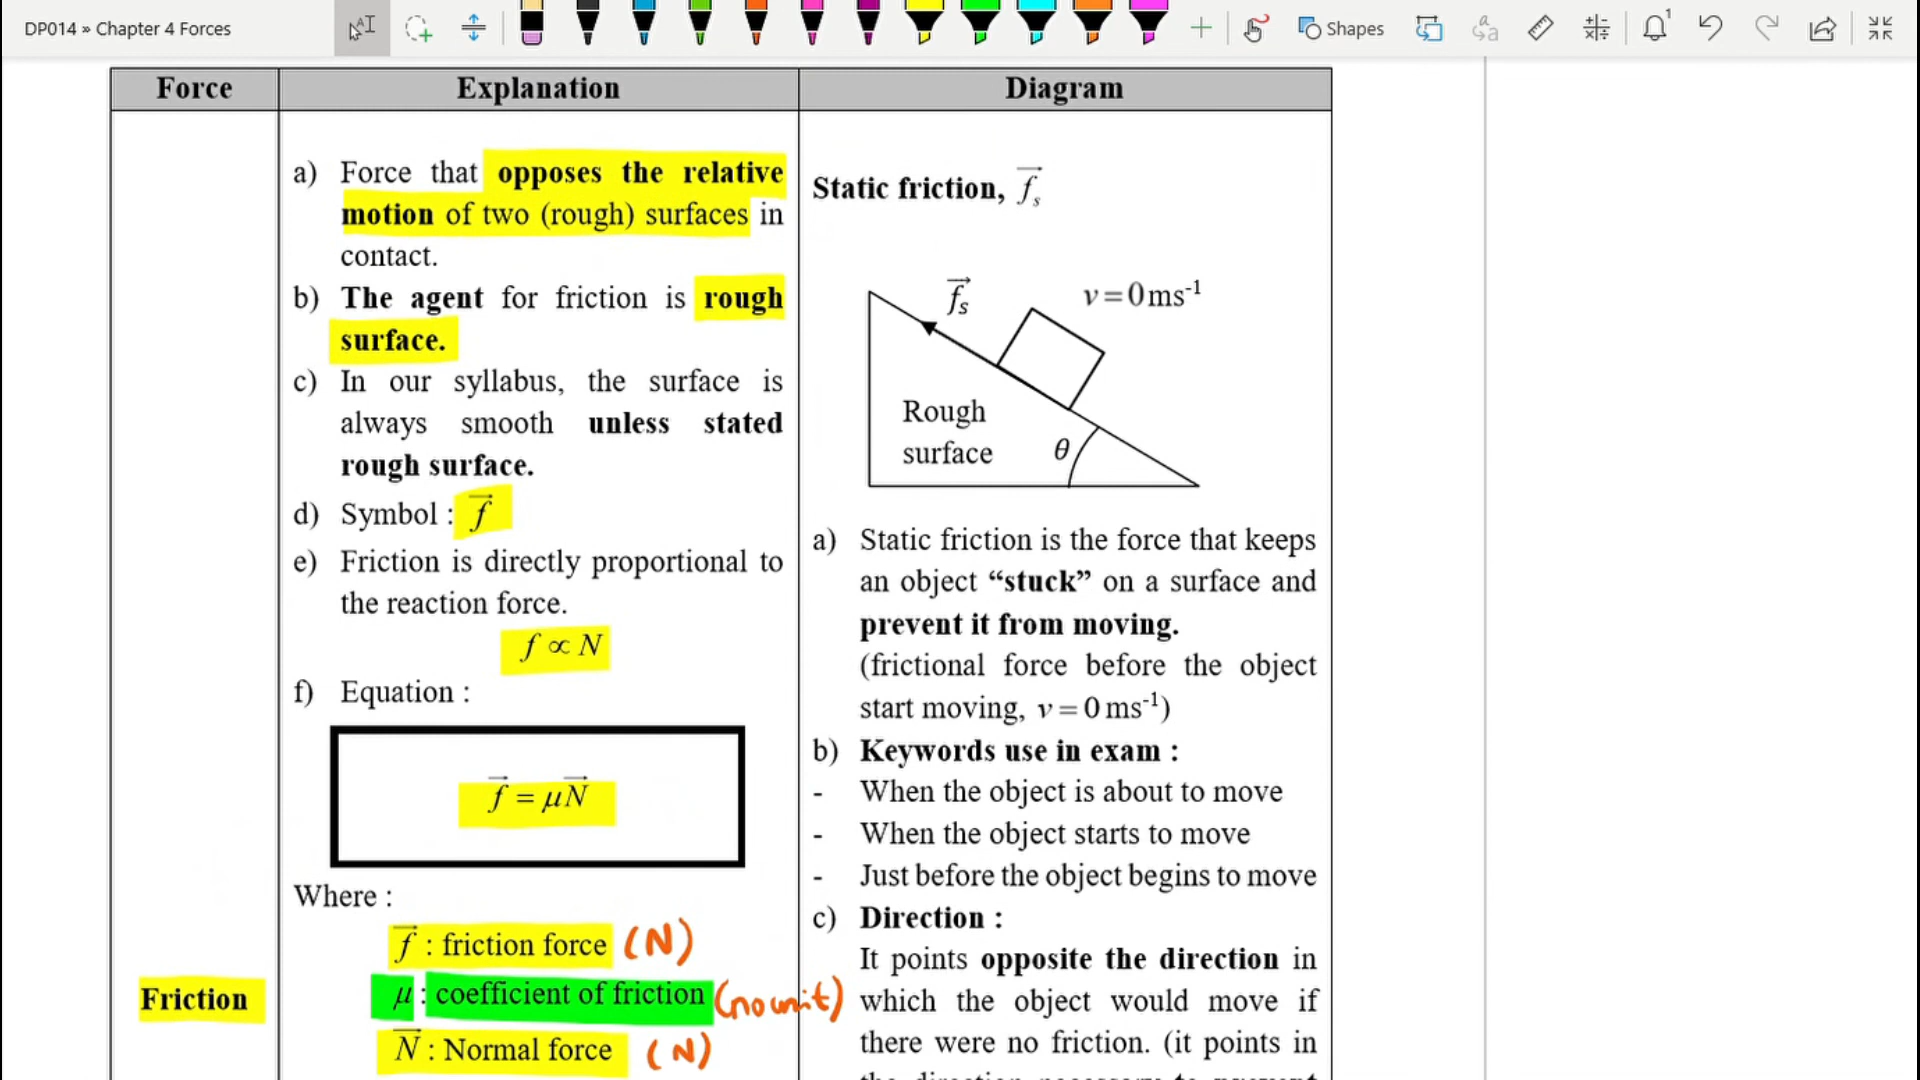 DP014 » Chapter 4 Forces
Shapes
1
Force
Explanation
Diagram
a) Force that opposes the relative
motion of two (rough) surfaces in
contact.
b) The agent for friction is rough
surface.
c) In our syllabus, the surface is
always smooth unless stated
rough surface.
d) Symbol : f⃗
e) Friction is directly proportional to
the reaction force.
f ∝ N
f) Equation :
f⃗ = μN⃗
Where :
f⃗ : friction force (N)
μ : coefficient of friction (no unit)
N⃗ : Normal force (N)
Friction
Static friction, f⃗ₛ
f⃗ₛ
v = 0 ms⁻¹
Rough
surface
θ
a) Static friction is the force that keeps
an object “stuck” on a surface and
prevent it from moving.
(frictional force before the object
start moving, v = 0 ms⁻¹)
b) Keywords use in exam :
- When the object is about to move
- When the object starts to move
- Just before the object begins to move
c) Direction :
It points opposite the direction in
which the object would move if
there were no friction. (it points in